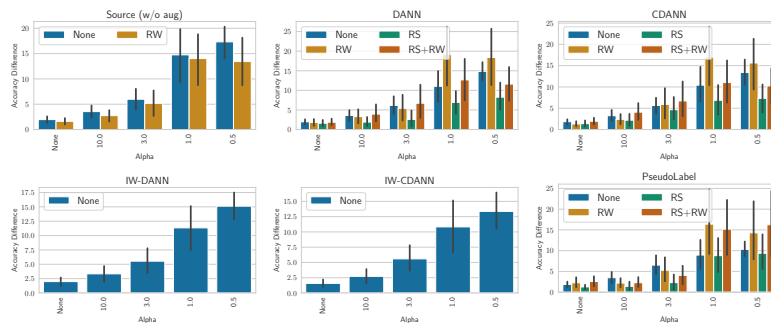 Source (w/o aug)
None RW
20
15
10
5
0
Accuracy Difference
None 10.0 3.0 1.0 0.5
Alpha
DANN
None RS
RW RS+RW
25
20
15
10
5
0
Accuracy Difference
None 10.0 3.0 1.0 0.5
Alpha
CDANN
None RS
RW RS+RW
25
20
15
10
5
0
Accuracy Difference
None 10.0 3.0 1.0 0.5
Alpha
IW-DANN
None
17.5
15.0
12.5
10.0
7.5
5.0
2.5
0.0
Accuracy Difference
None 10.0 3.0 1.0 0.5
Alpha
IW-CDANN
None
15.0
12.5
10.0
7.5
5.0
2.5
0.0
Accuracy Difference
None 10.0 3.0 1.0 0.5
Alpha
PseudoLabel
None RS
RW RS+RW
25
20
15
10
5
0
Accuracy Difference
None 10.0 3.0 1.0 0.5
Alpha